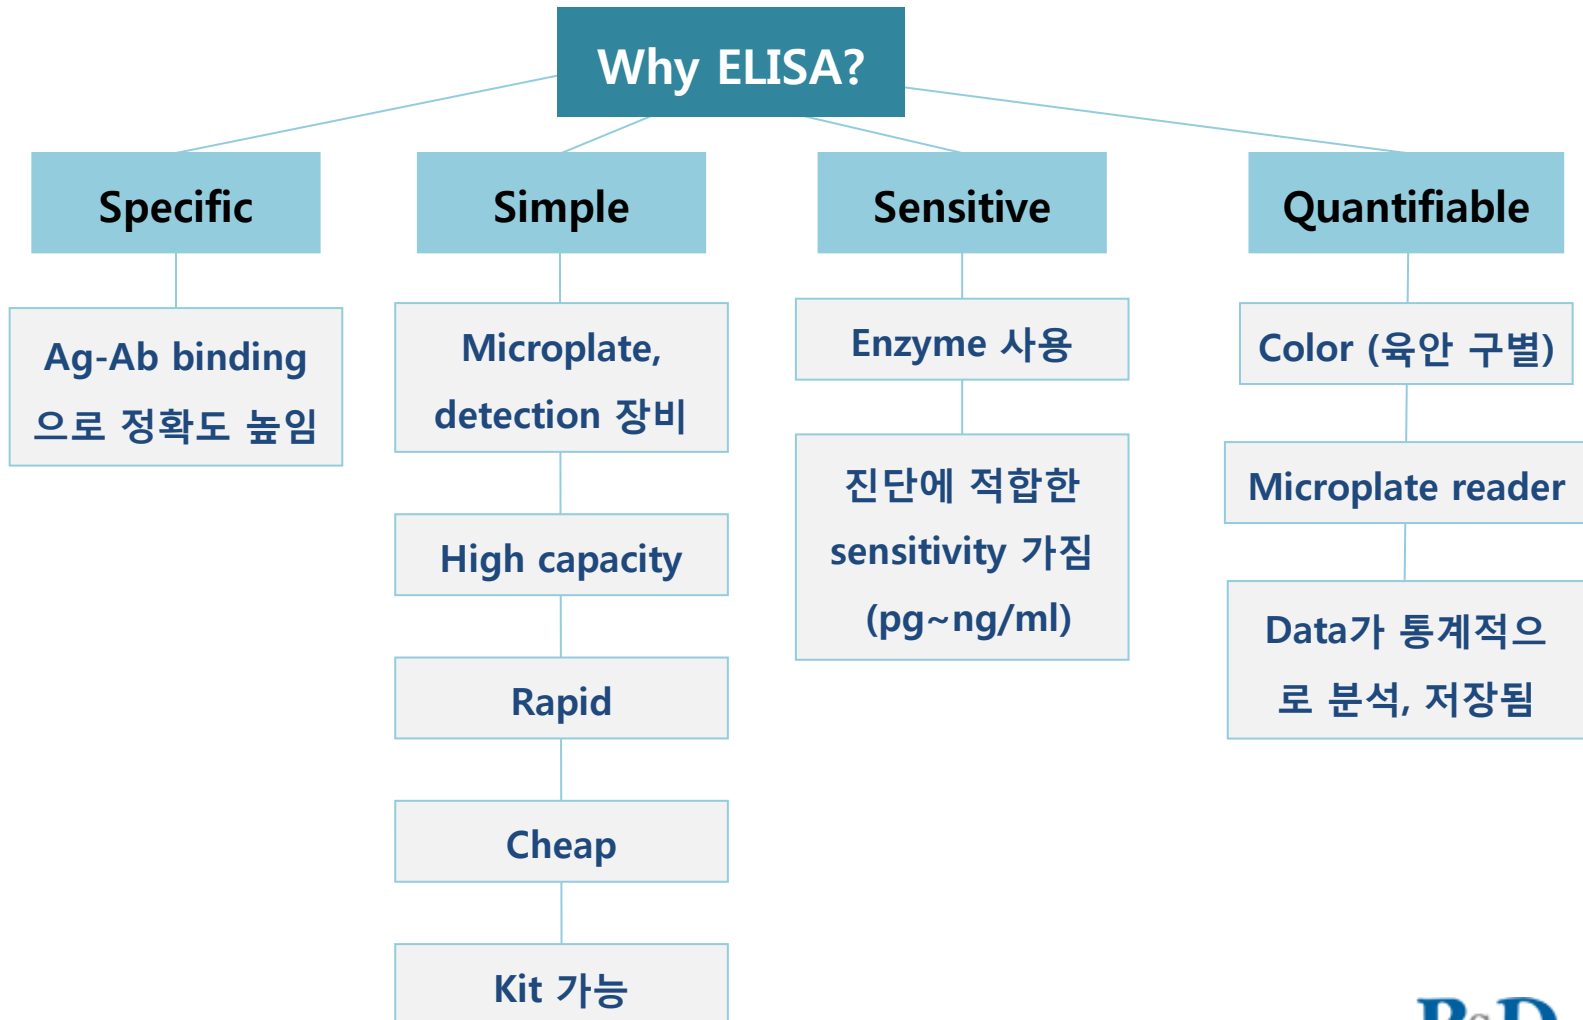 Why ELISA?
Specific
Ag-Ab binding
으로 정확도 높임
Simple
Microplate,
detection 장비
High capacity
Rapid
Cheap
Kit 가능
Sensitive
Enzyme 사용
진단에 적합한
sensitivity 가짐
(pg~ng/ml)
Quantifiable
Color (육안 구별)
Microplate reader
Data가 통계적으
로 분석, 저장됨